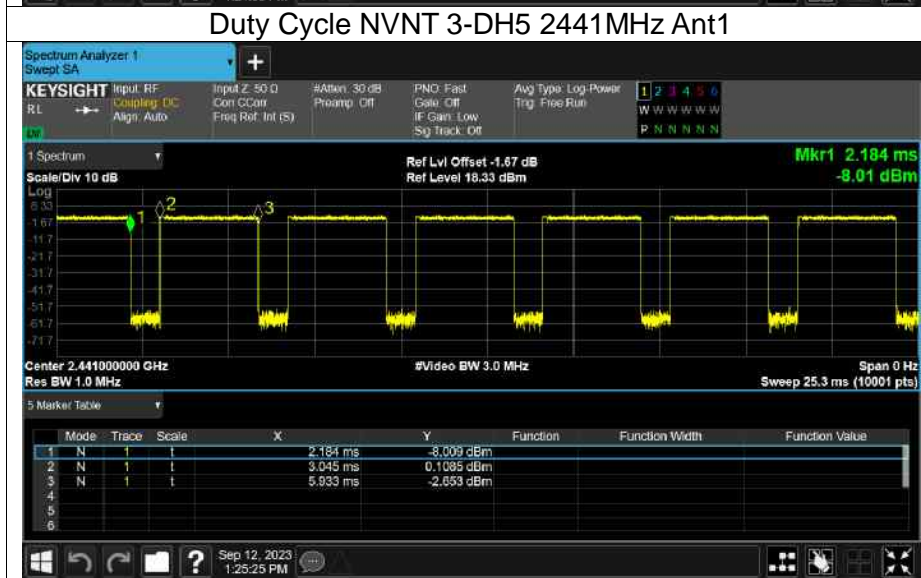 Duty Cycle NVNT 3-DH5 2441MHz Ant1
Spectrum Analyzer 1
Swept SA
+
KEYSIGHT Input: RF Input Z: 50 Ω #Atten: 30 dB PNO: Fast Avg Type: Log-Power 1 2 3 4 5 6
RL Coupling: DC Corr CCorr Preamp: Off Gate: Off Trig: Free Run W W W W W W
Align: Auto Freq Ref: Int (S) IF Gain: Low
Sig Track: Off P N N N N N
1 Spectrum Ref Lvl Offset -1.67 dB Mkr1 2.184 ms
Scale/Div 10 dB Ref Level 18.33 dBm -8.01 dBm
Log
8.33
-1.67
-11.7
-21.7
-31.7
-41.7
-51.7
-61.7
-71.7
1 2 3
Center 2.441000000 GHz #Video BW 3.0 MHz Span 0 Hz
Res BW 1.0 MHz Sweep 25.3 ms (10001 pts)
5 Marker Table
Mode Trace Scale X Y Function Function Width Function Value
1 N 1 t 2.184 ms -8.009 dBm
2 N 1 t 3.045 ms 0.1085 dBm
3 N 1 t 5.933 ms -2.653 dBm
4
5
6
? Sep 12, 2023
1:25:25 PM